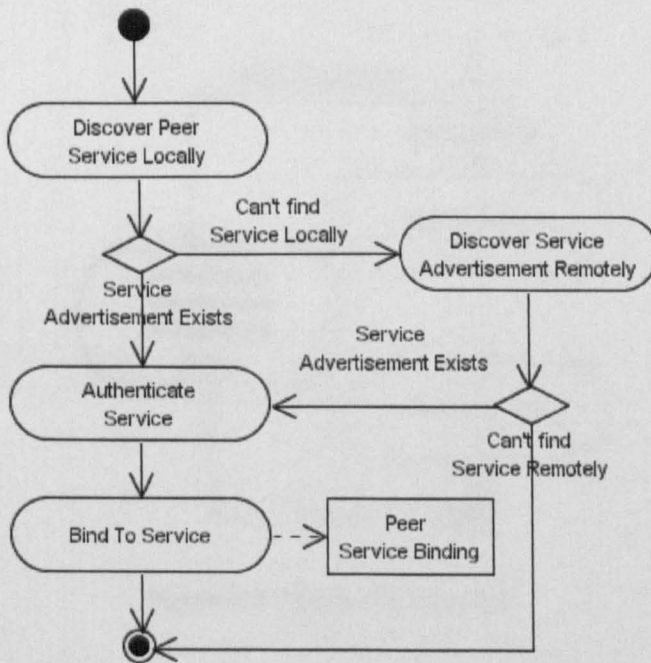 Discover Peer
Service Locally
Can't find
Service Locally
Discover Service
Advertisement Remotely
Service
Advertisement Exists
Service
Advertisement Exists
Authenticate
Service
Can't find
Service Remotely
Bind To Service
Peer
Service Binding